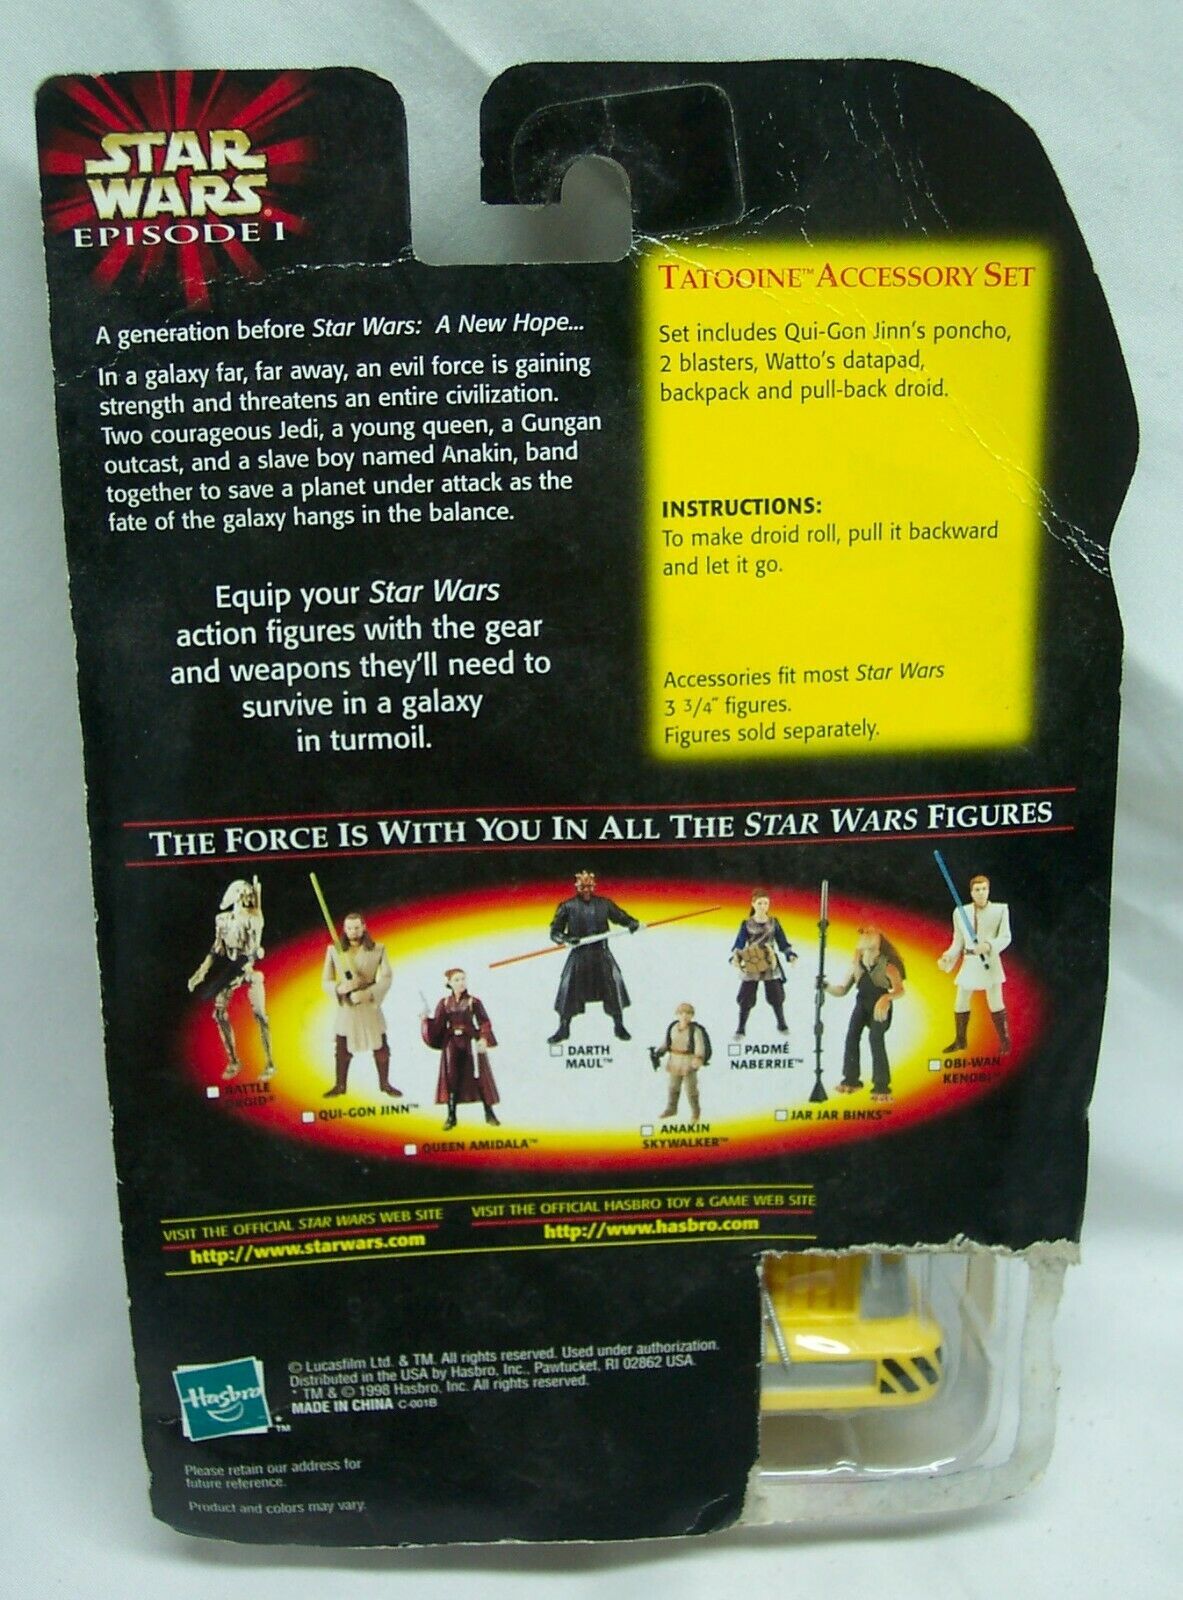 STAR
WARS®
EPISODE I
A generation before Star Wars: A New Hope...
In a galaxy far, far away, an evil force is gaining
strength and threatens an entire civilization.
Two courageous Jedi, a young queen, a Gungan
outcast, and a slave boy named Anakin, band
together to save a planet under attack as the
fate of the galaxy hangs in the balance.
Equip your Star Wars
action figures with the gear
and weapons they'll need to
survive in a galaxy
in turmoil.
TATOOINE™ ACCESSORY SET
Set includes Qui-Gon Jinn's poncho,
2 blasters, Watto's datapad,
backpack and pull-back droid.
INSTRUCTIONS:
To make droid roll, pull it backward
and let it go.
Accessories fit most Star Wars
3 3/4" figures.
Figures sold separately.
THE FORCE IS WITH YOU IN ALL THE STAR WARS FIGURES
BATTLE
DROID®
QUI-GON JINN™
QUEEN AMIDALA™
DARTH
MAUL™
ANAKIN
SKYWALKER™
PADMÉ
NABERRIE™
JAR JAR BINKS™
OBI-WAN
KENOBI™
VISIT THE OFFICIAL STAR WARS WEB SITE
http://www.starwars.com
VISIT THE OFFICIAL HASBRO TOY & GAME WEB SITE
http://www.hasbro.com
Hasbro
*™
© Lucasfilm Ltd. & TM. All rights reserved. Used under authorization.
Distributed in the USA by Hasbro, Inc., Pawtucket, RI 02862 USA.
* TM & © 1998 Hasbro, Inc. All rights reserved.
MADE IN CHINA C-001B
Please retain our address for
future reference.
Product and colors may vary.